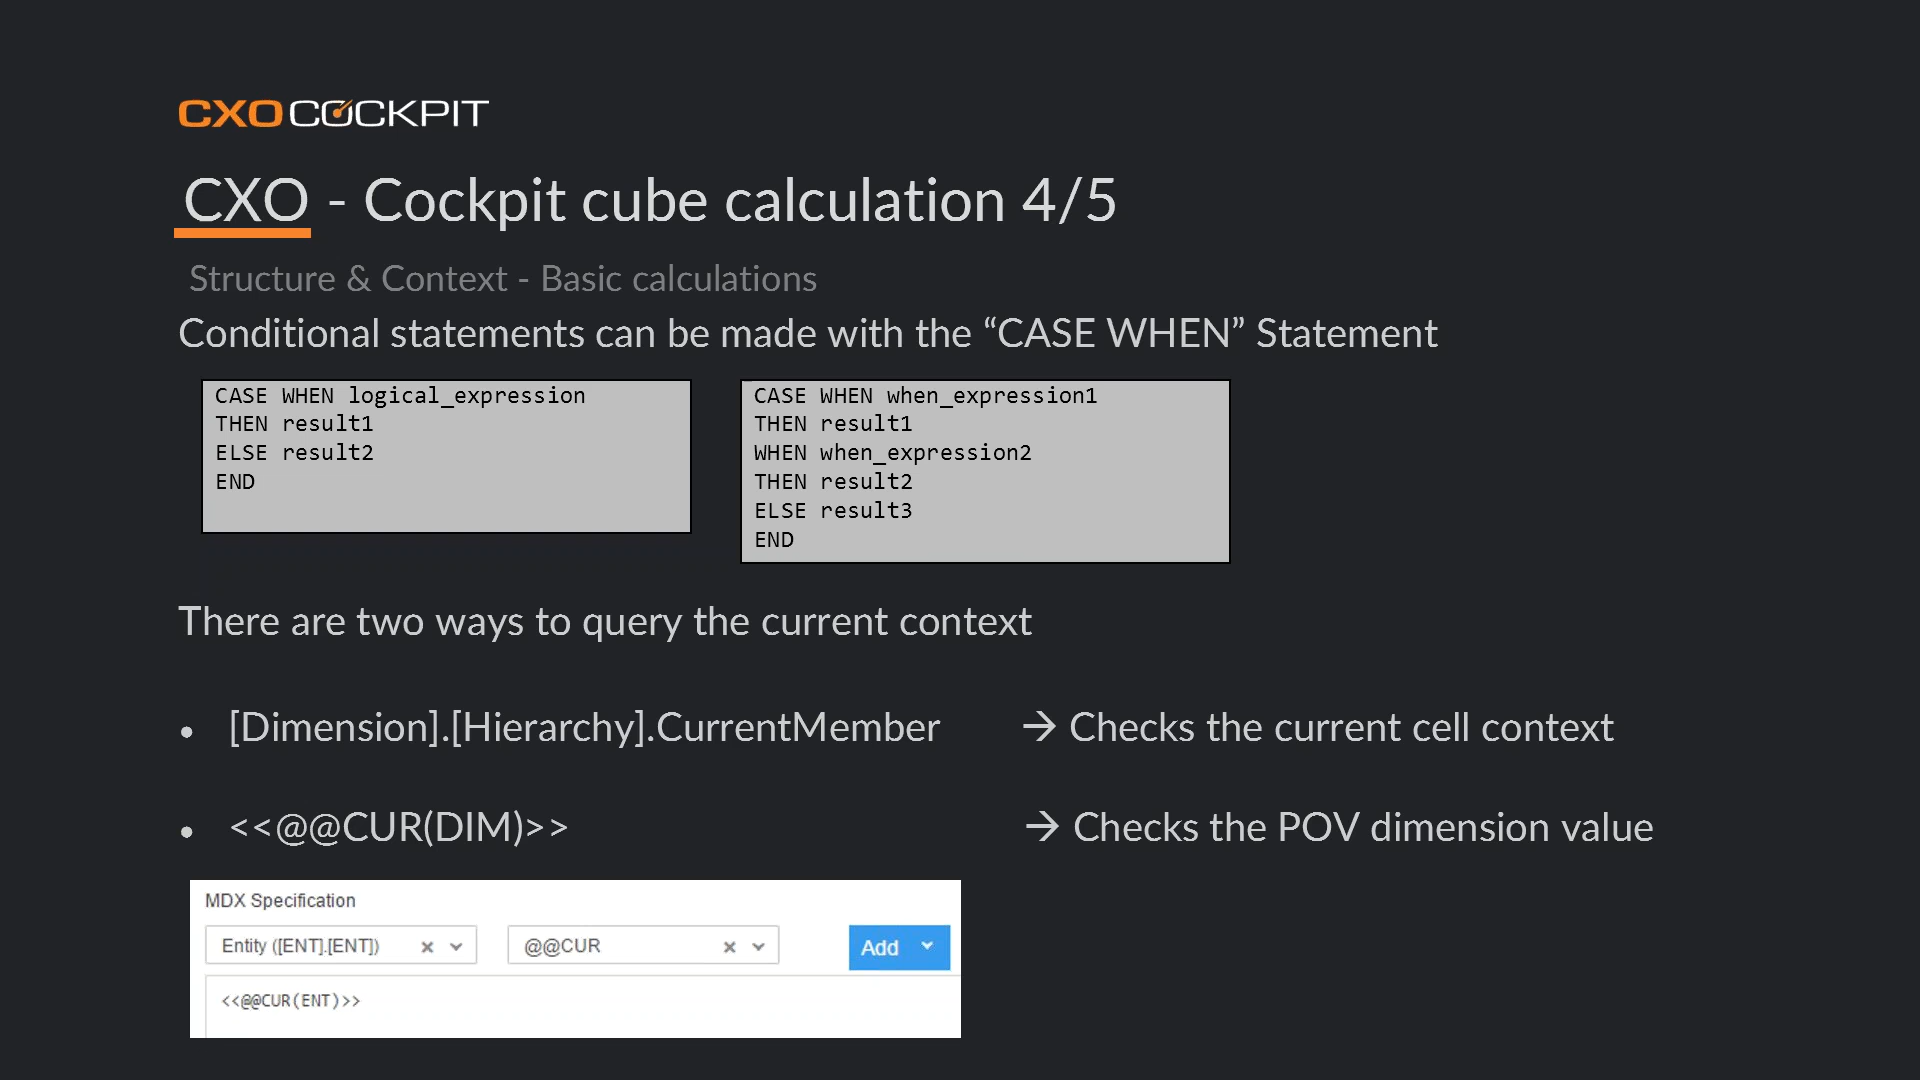 CXO COCKPIT
CXO - Cockpit cube calculation 4/5
Structure & Context - Basic calculations
Conditional statements can be made with the “CASE WHEN” Statement
CASE WHEN logical_expression
THEN result1
ELSE result2
END
CASE WHEN when_expression1
THEN result1
WHEN when_expression2
THEN result2
ELSE result3
END
There are two ways to query the current context
• [Dimension].[Hierarchy].CurrentMember → Checks the current cell context
• <<@@CUR(DIM)>> → Checks the POV dimension value
MDX Specification
Entity ([ENT].[ENT]) @@CUR Add
<<@@CUR(ENT)>>